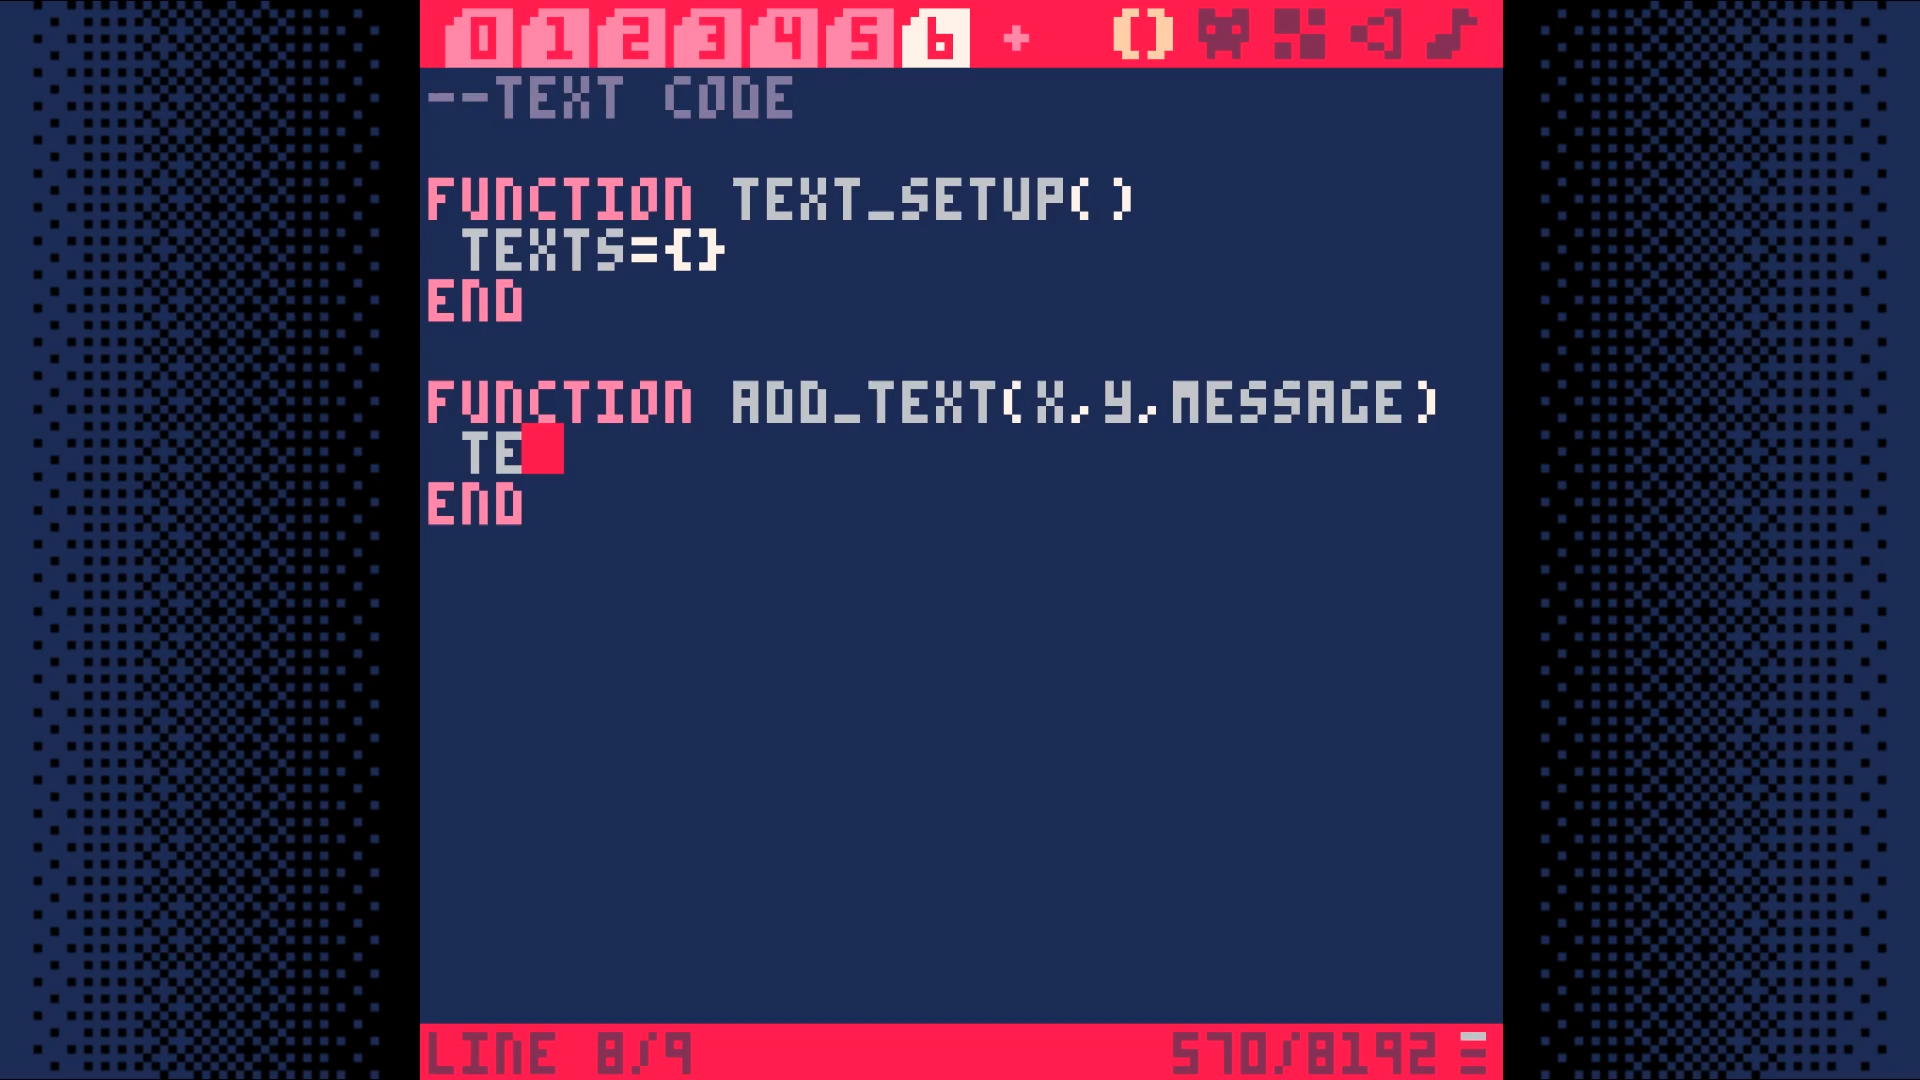 0 1 2 3 4 5 6 + ()
--TEXT CODE
FUNCTION TEXT_SETUP()
TEXTS={}
END
FUNCTION ADD_TEXT(X,Y,MESSAGE)
TE
END
LINE 8/9 570/8192